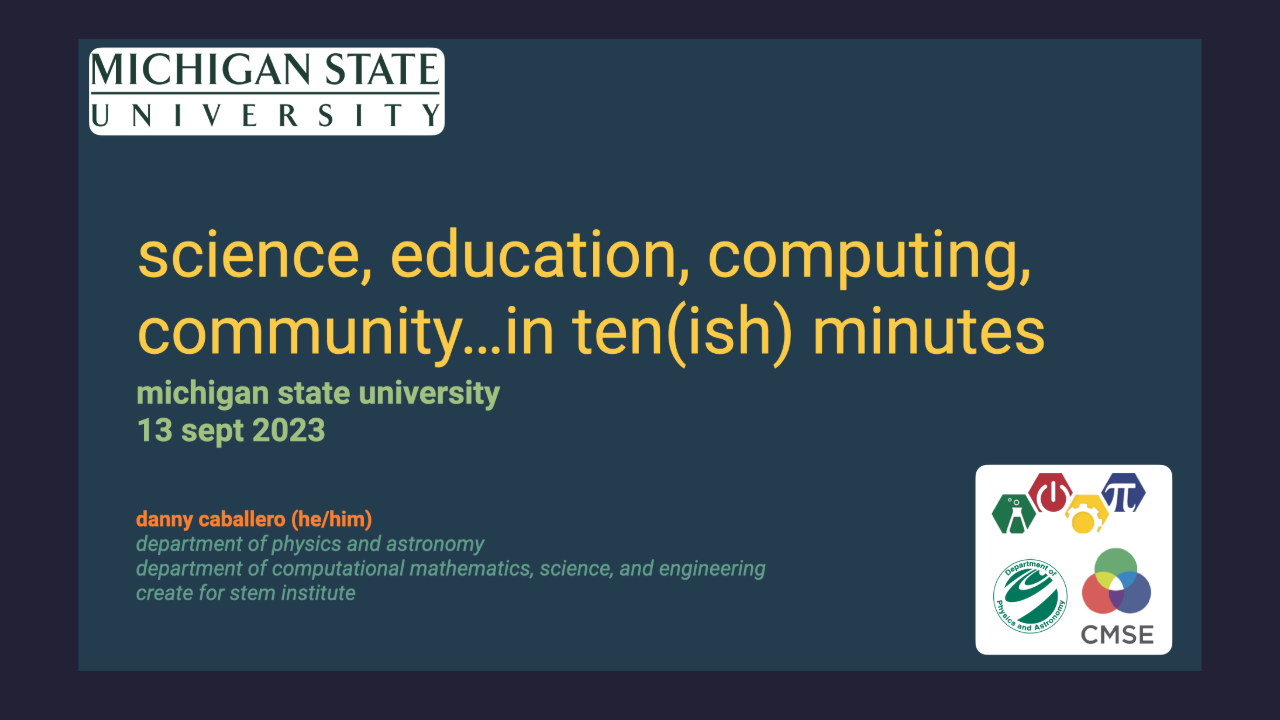 MICHIGAN STATE
UNIVERSITY
science, education, computing,
community...in ten(ish) minutes
michigan state university
13 sept 2023
danny caballero (he/him)
department of physics and astronomy
department of computational mathematics, science, and engineering
create for stem institute
π
Department of
Physics and Astronomy
CMSE